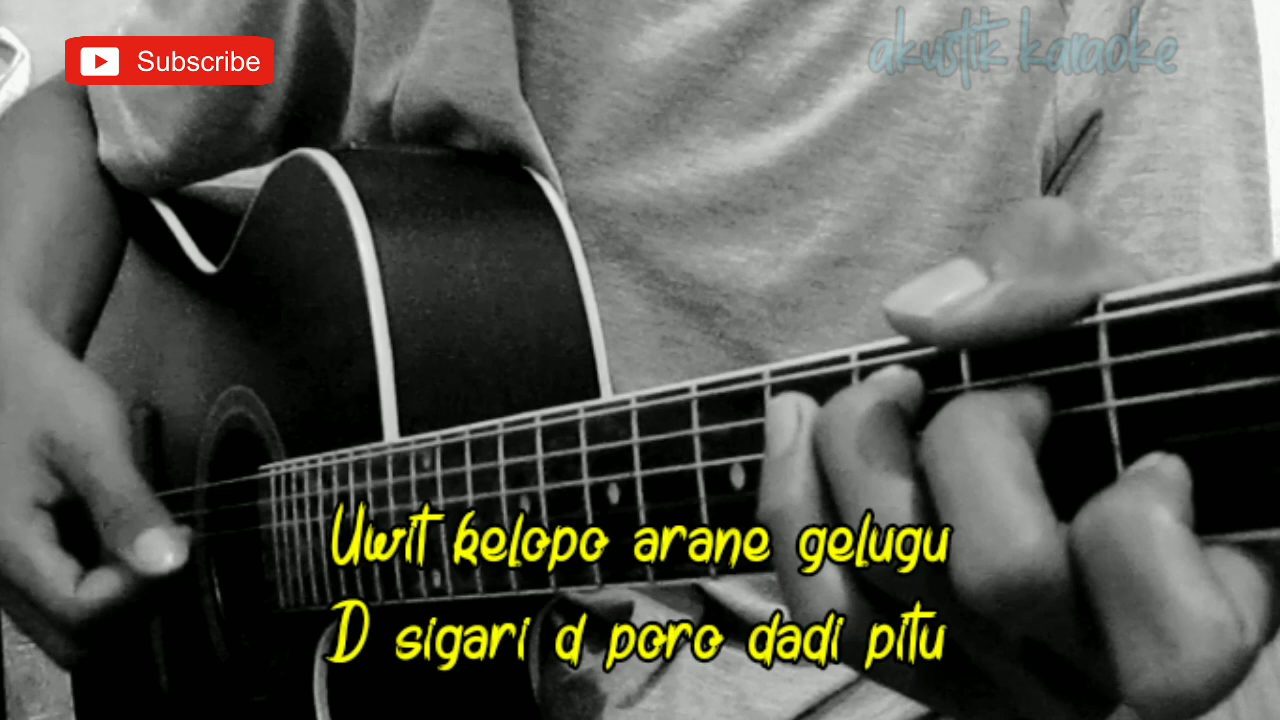 Subscribe
akustik karaoke
Uwit kelopo arane gelugu
D sigari d poro dadi pitu